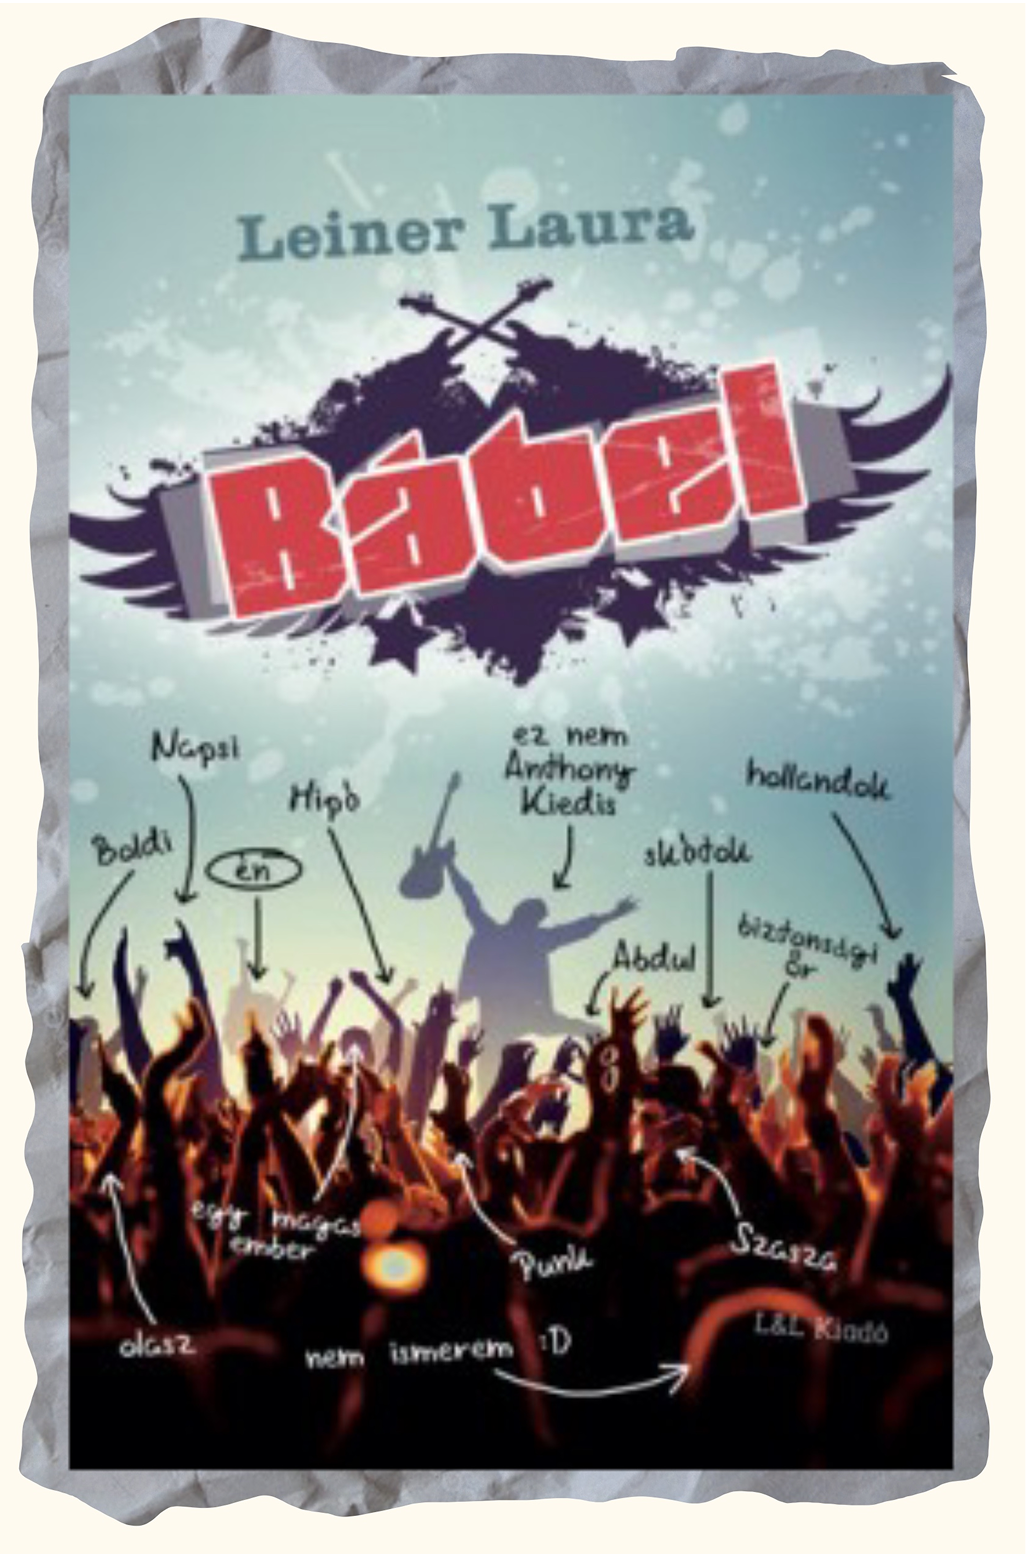 Leiner Laura
Bábel
Napsi
ez nem
Anthony
Kiedis
hollandok
Hipó
Boldi
én
skótok
biztonsági
őr
Abdul
egy magas
ember
Punk
Szasza
olasz
nem ismerem :D
L&L Kiadó